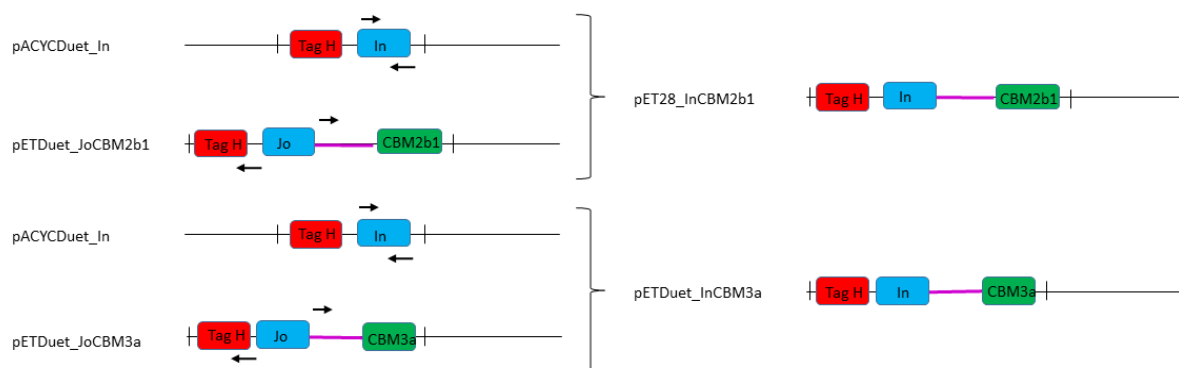 pACYCDuet_In
Tag H
In
pETDuet_JoCBM2b1
Tag H
Jo
CBM2b1
pET28_InCBM2b1
Tag H
In
CBM2b1
pACYCDuet_In
Tag H
In
pETDuet_JoCBM3a
Tag H
Jo
CBM3a
pETDuet_InCBM3a
Tag H
In
CBM3a